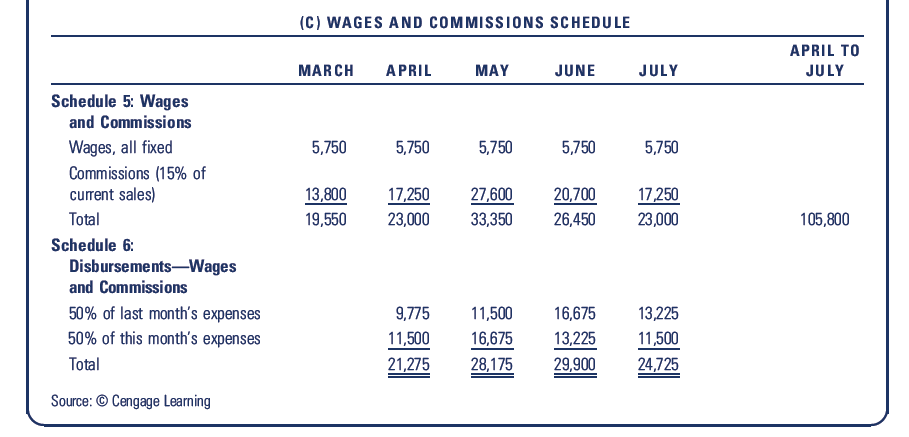 (C) WAGES AND COMMISSIONS SCHEDULE
APRIL TO
MARCH APRIL MAY JUNE JULY JULY
Schedule 5: Wages
and Commissions
Wages, all fixed 5,750 5,750 5,750 5,750 5,750
Commissions (15% of
current sales) 13,800 17,250 27,600 20,700 17,250
Total 19,550 23,000 33,350 26,450 23,000 105,800
Schedule 6:
Disbursements—Wages
and Commissions
50% of last month's expenses 9,775 11,500 16,675 13,225
50% of this month's expenses 11,500 16,675 13,225 11,500
Total 21,275 28,175 29,900 24,725
Source: © Cengage Learning